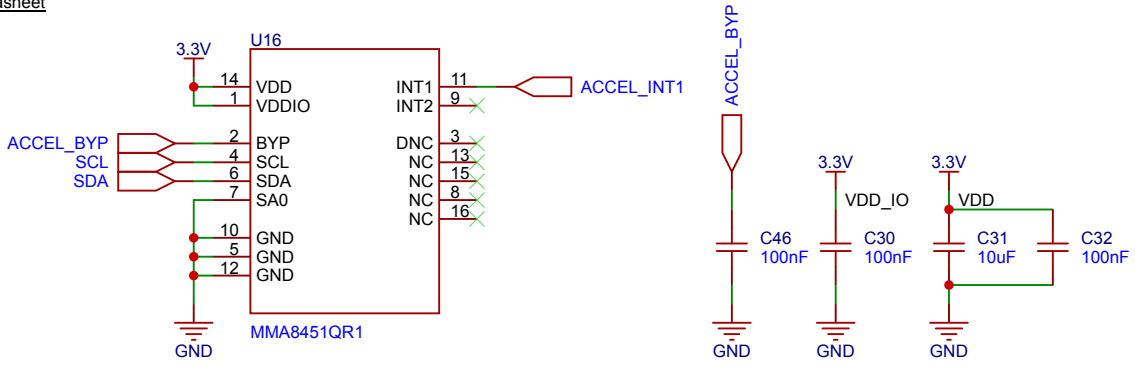 U16
3.3V
14 VDD
1 VDDIO
INT1 11 ACCEL_INT1
INT2 9
ACCEL_BYP 2 BYP
SCL 4 SCL
SDA 6 SDA
7 SA0
DNC 3
NC 13
NC 15
NC 8
NC 16
10 GND
5 GND
12 GND
GND
MMA8451QR1
ACCEL_BYP
C46
100nF
GND
3.3V
VDD_IO
C30
100nF
GND
3.3V
VDD
C31
10uF
C32
100nF
GND